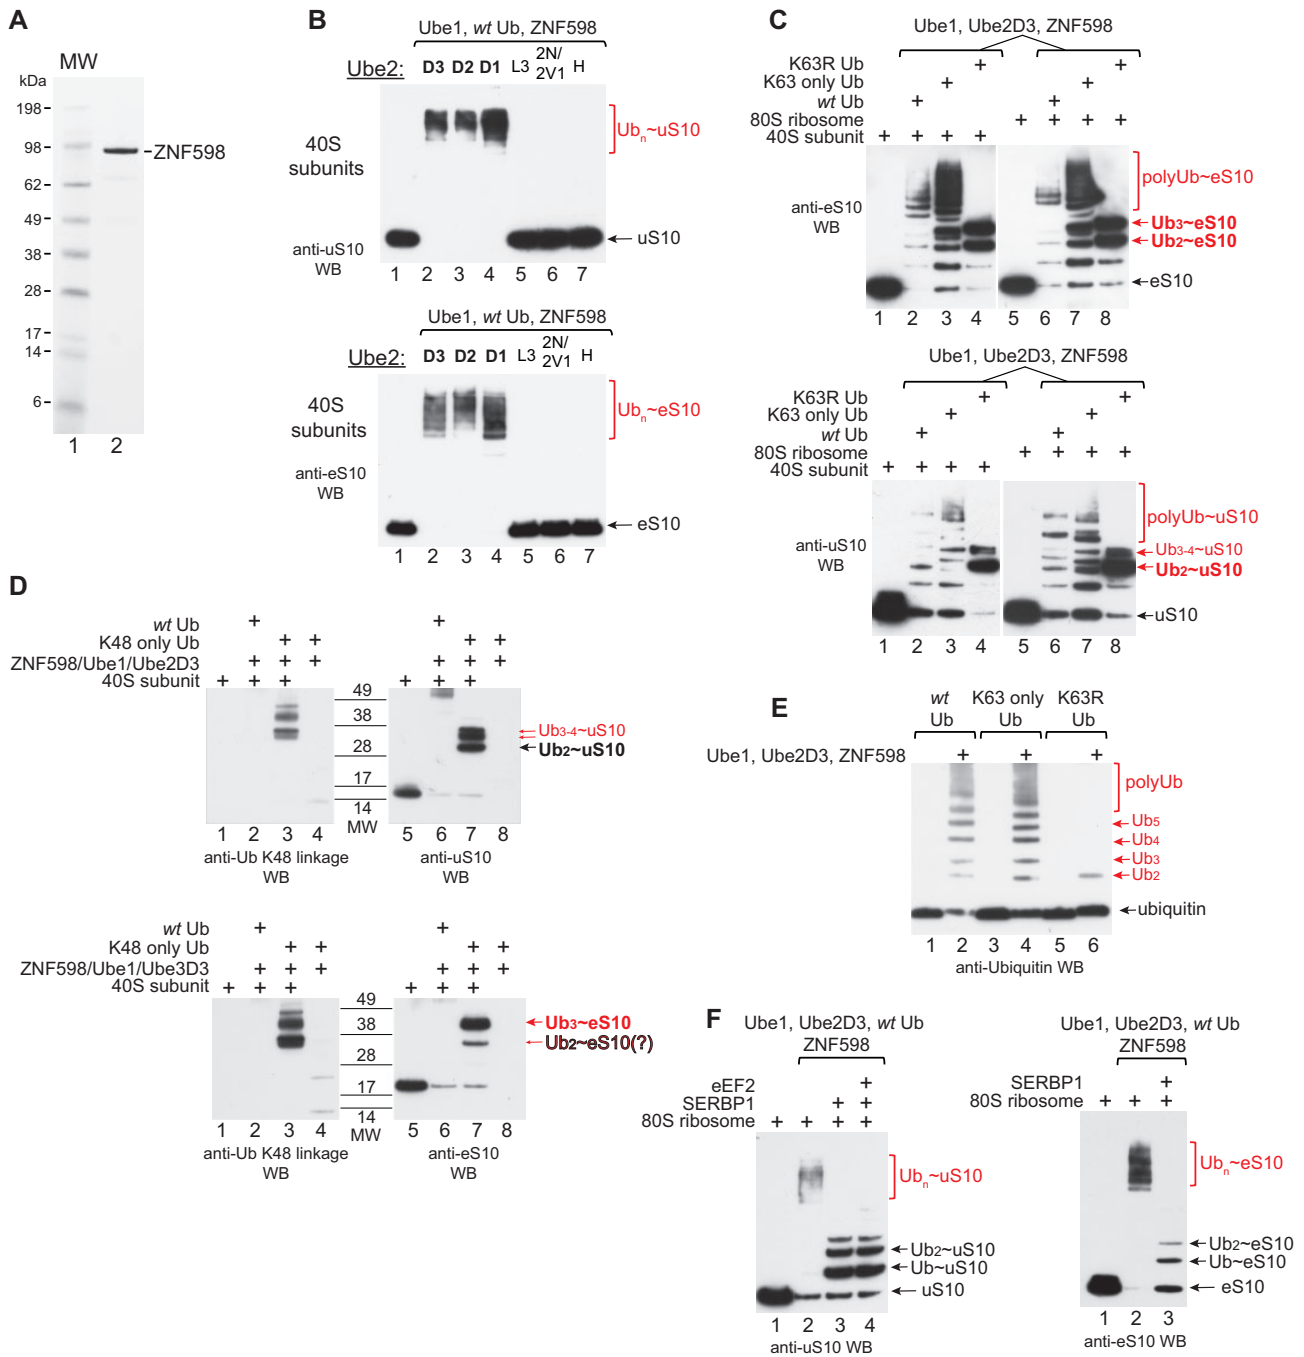 A
MW
kDa
198
98
62
49
38
28
17
14
6
ZNF598
1 2
B
Ube1, wt Ub, ZNF598
Ube2:
D3 D2 D1 L3 2N/2V1 H
40S
subunits
Ubn~uS10
uS10
anti-uS10
WB
1 2 3 4 5 6 7
Ube1, wt Ub, ZNF598
Ube2:
D3 D2 D1 L3 2N/2V1 H
40S
subunits
Ubn~eS10
anti-eS10
WB
eS10
1 2 3 4 5 6 7
C
Ube1, Ube2D3, ZNF598
K63R Ub + +
K63 only Ub + +
wt Ub + +
80S ribosome + + + +
40S subunit + + + +
anti-eS10
WB
polyUb~eS10
Ub3~eS10
Ub2~eS10
eS10
1 2 3 4 5 6 7 8
Ube1, Ube2D3, ZNF598
K63R Ub + +
K63 only Ub + +
wt Ub + +
80S ribosome + + + +
40S subunit + + + +
anti-uS10
WB
polyUb~uS10
Ub3-4~uS10
Ub2~uS10
uS10
1 2 3 4 5 6 7 8
D
wt Ub + +
K48 only Ub + + + +
ZNF598/Ube1/Ube2D3 + + + + + +
40S subunit + + + + + +
49
38
28
17
14
MW
Ub3-4~uS10
Ub2~uS10
1 2 3 4 5 6 7 8
anti-Ub K48 linkage
WB
anti-uS10
WB
wt Ub + +
K48 only Ub + + + +
ZNF598/Ube1/Ube3D3 + + + + + +
40S subunit + + + + + +
49
38
28
17
14
MW
Ub3~eS10
Ub2~eS10(?)
1 2 3 4 5 6 7 8
anti-Ub K48 linkage
WB
anti-eS10
WB
E
wt Ub K63 only Ub K63R Ub
Ube1, Ube2D3, ZNF598 + + +
polyUb
Ub5
Ub4
Ub3
Ub2
ubiquitin
1 2 3 4 5 6
anti-Ubiquitin WB
F
Ube1, Ube2D3, wt Ub
ZNF598
eEF2 +
SERBP1 + +
80S ribosome + + + +
Ubn~uS10
Ub2~uS10
Ub~uS10
uS10
1 2 3 4
anti-uS10 WB
Ube1, Ube2D3, wt Ub
ZNF598
SERBP1 +
80S ribosome + + +
Ubn~eS10
Ub2~eS10
Ub~eS10
eS10
1 2 3
anti-eS10 WB